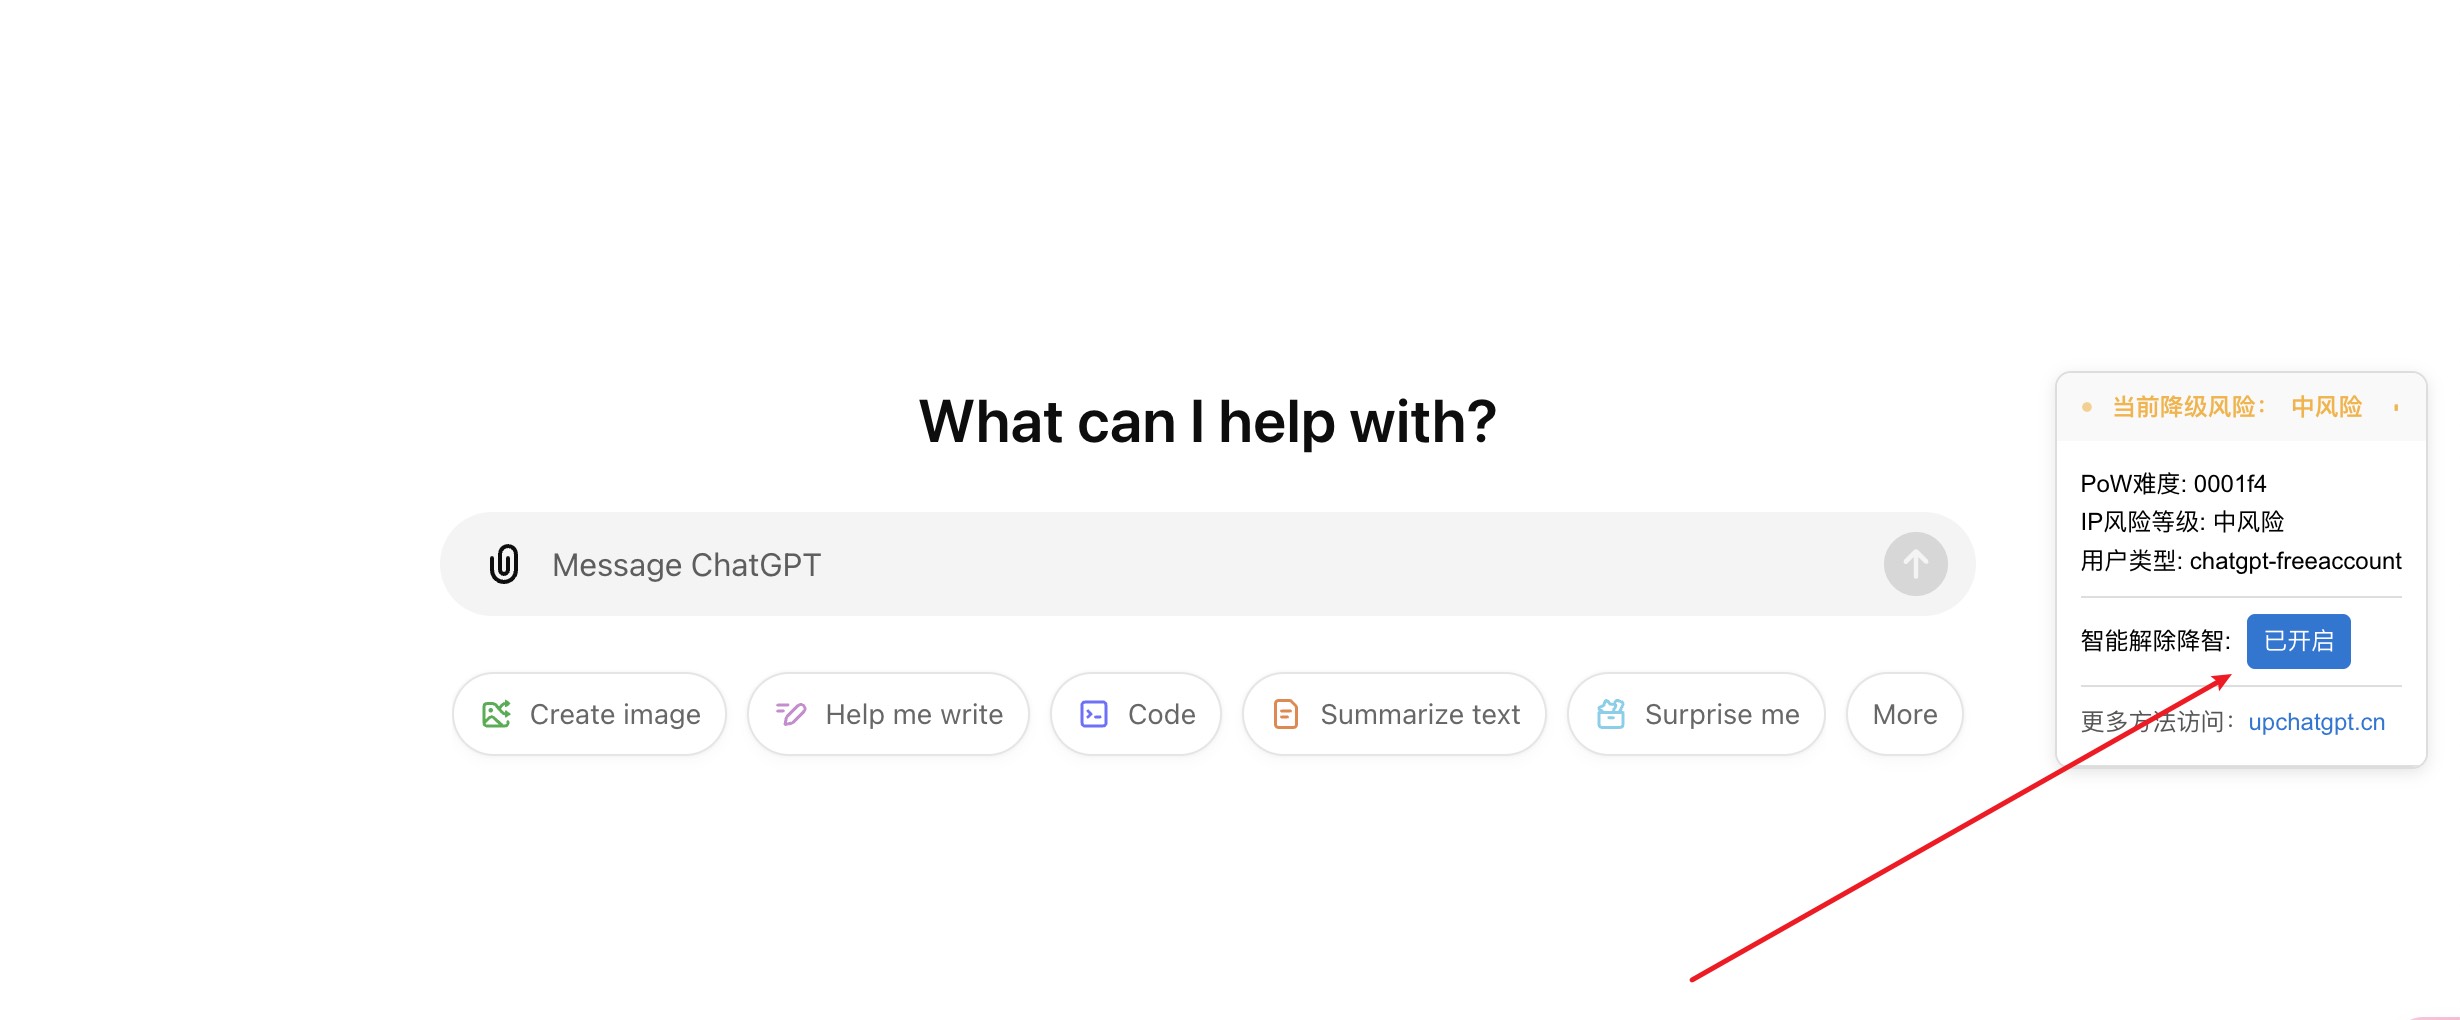 What can I help with?
Message ChatGPT
Create image
Help me write
Code
Summarize text
Surprise me
More
当前降级风险： 中风险
PoW难度: 0001f4
IP风险等级: 中风险
用户类型: chatgpt-freeaccount
智能解除降智: 已开启
更多方法访问： upchatgpt.cn